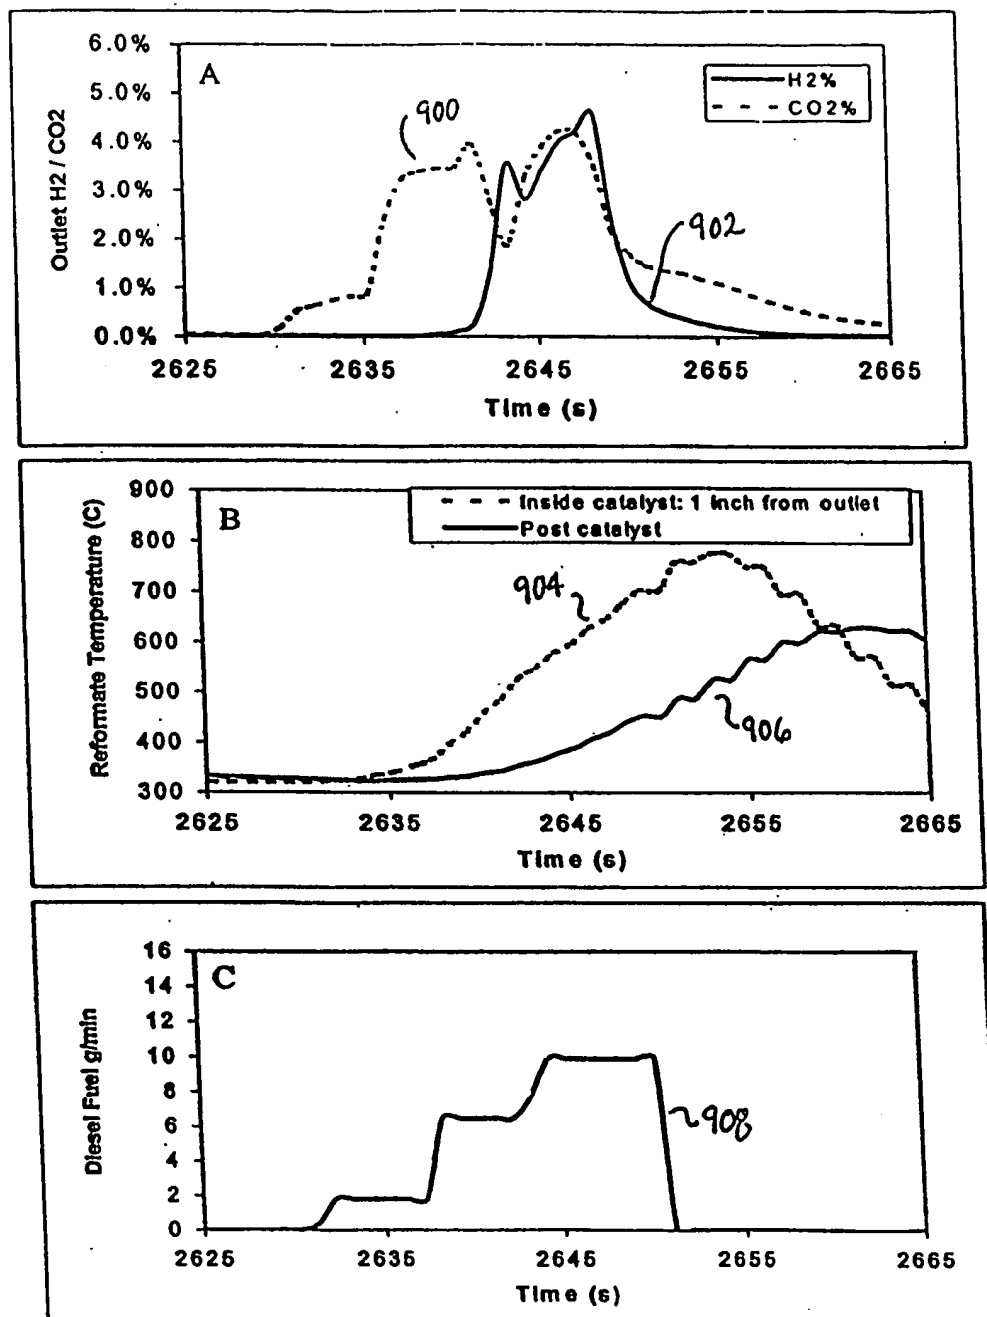 6.0%
5.0%
4.0%
3.0%
2.0%
1.0%
0.0%
Outlet H2 / CO2
A
900
902
H2%
CO2%
2625 2635 2645 2655 2665
Time (s)
900
800
700
600
500
400
300
Reformate Temperature (C)
B
Inside catalyst: 1 inch from outlet
Post catalyst
904
906
2625 2635 2645 2655 2665
Time (s)
16
14
12
10
8
6
4
2
0
Diesel Fuel g/min
C
908
2625 2635 2645 2655 2665
Time (s)